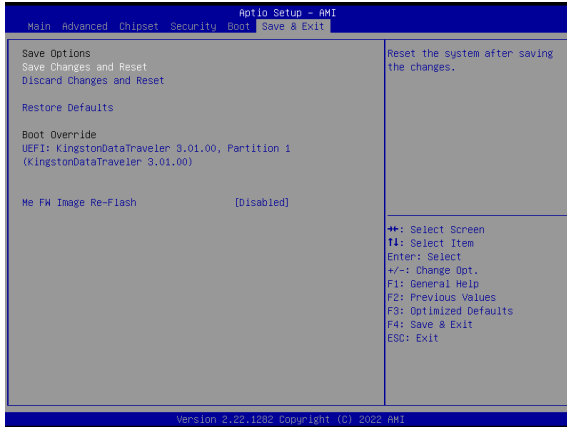 Aptio Setup - AMI
Main Advanced Chipset Security Boot Save & Exit
Save Options
Save Changes and Reset
Discard Changes and Reset
Restore Defaults
Boot Override
UEFI: KingstonDataTraveler 3.01.00, Partition 1
(KingstonDataTraveler 3.01.00)
Me FW Image Re-Flash [Disabled]
Reset the system after saving
the changes.
→←: Select Screen
↑↓: Select Item
Enter: Select
+/-: Change Opt.
F1: General Help
F2: Previous Values
F3: Optimized Defaults
F4: Save & Exit
ESC: Exit
Version 2.22.1282 Copyright (C) 2022 AMI